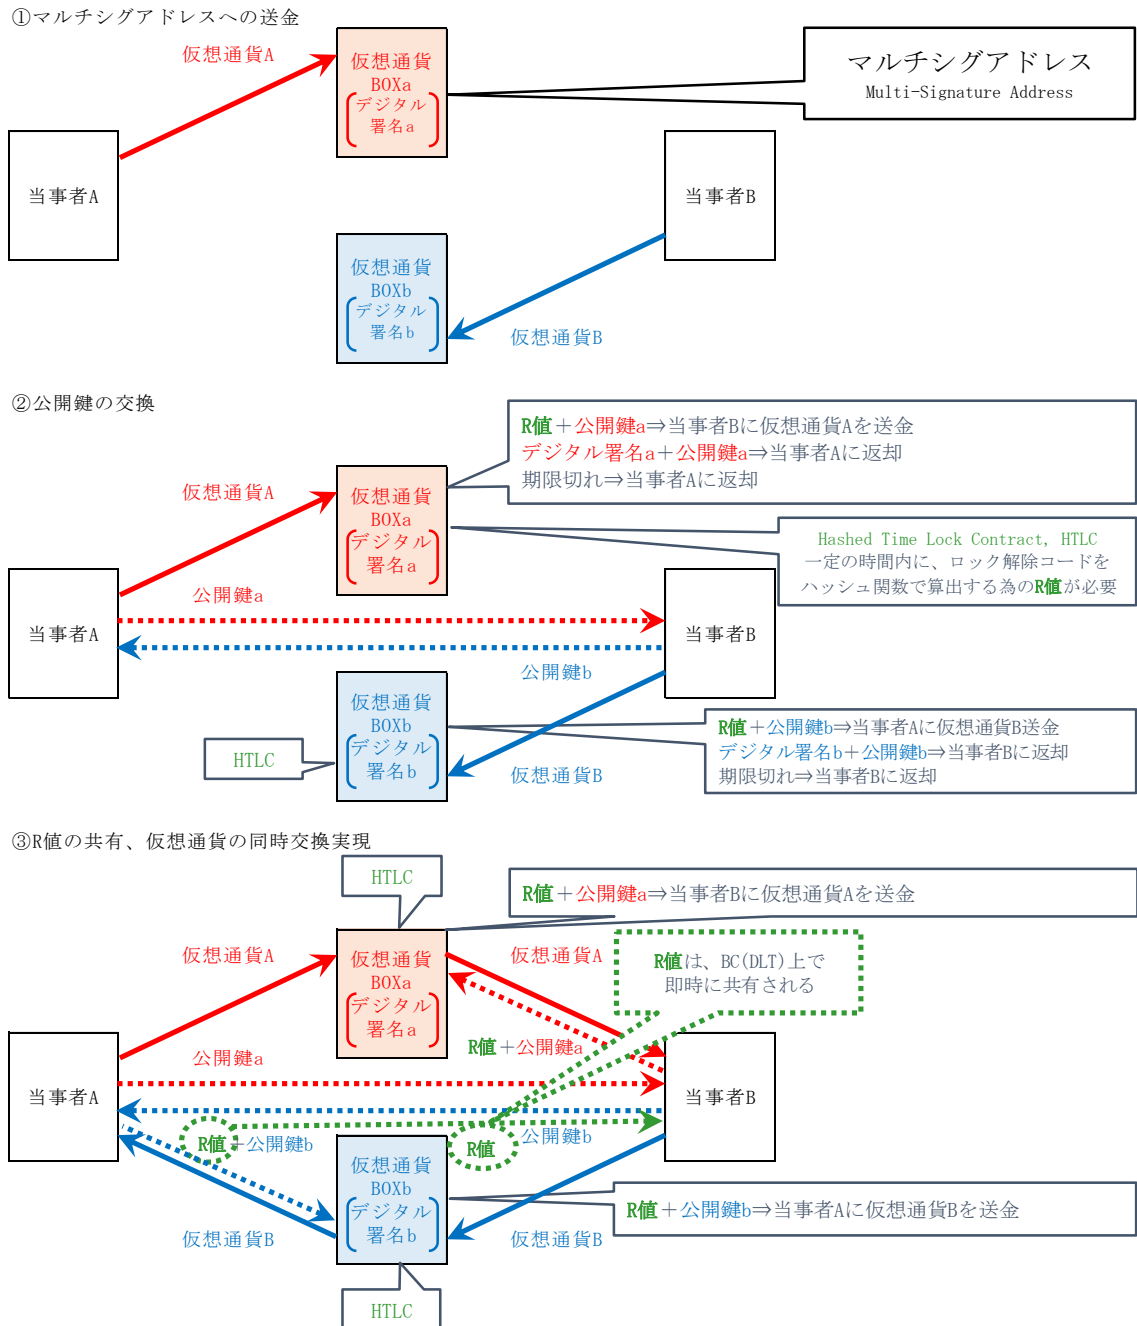 ①マルチシグアドレスへの送金
仮想通貨A
仮想通貨
BOXa
デジタル
署名a
マルチシグアドレス
Multi-Signature Address
当事者A
当事者B
仮想通貨
BOXb
デジタル
署名b
仮想通貨B
②公開鍵の交換
R値＋公開鍵a⇒当事者Bに仮想通貨Aを送金
デジタル署名a＋公開鍵a⇒当事者Aに返却
期限切れ⇒当事者Aに返却
仮想通貨A
仮想通貨
BOXa
デジタル
署名a
Hashed Time Lock Contract, HTLC
一定の時間内に、ロック解除コードを
ハッシュ関数で算出する為のR値が必要
公開鍵a
当事者A
当事者B
公開鍵b
仮想通貨
BOXb
デジタル
署名b
R値＋公開鍵b⇒当事者Aに仮想通貨B送金
デジタル署名b＋公開鍵b⇒当事者Bに返却
期限切れ⇒当事者Bに返却
HTLC
仮想通貨B
③R値の共有、仮想通貨の同時交換実現
HTLC
R値＋公開鍵a⇒当事者Bに仮想通貨Aを送金
仮想通貨A
仮想通貨
BOXa
デジタル
署名a
仮想通貨A
R値は、BC(DLT)上で
即時に共有される
R値＋公開鍵a
公開鍵a
当事者A
当事者B
R値＋公開鍵b
R値
公開鍵b
仮想通貨
BOXb
デジタル
署名b
R値＋公開鍵b⇒当事者Aに仮想通貨Bを送金
仮想通貨B
仮想通貨B
HTLC